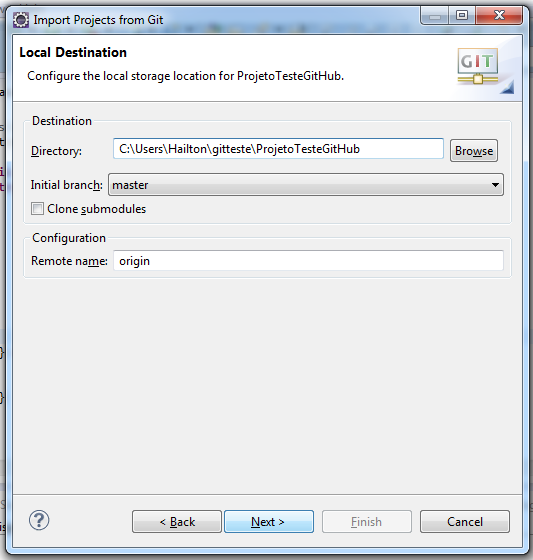 Import Projects from Git
Local Destination
Configure the local storage location for ProjetoTesteGitHub.
GIT
Destination
Directory: C:\Users\Hailton\gitteste\ProjetoTesteGitHub Browse
Initial branch: master
Clone submodules
Configuration
Remote name: origin
? < Back Next > Finish Cancel